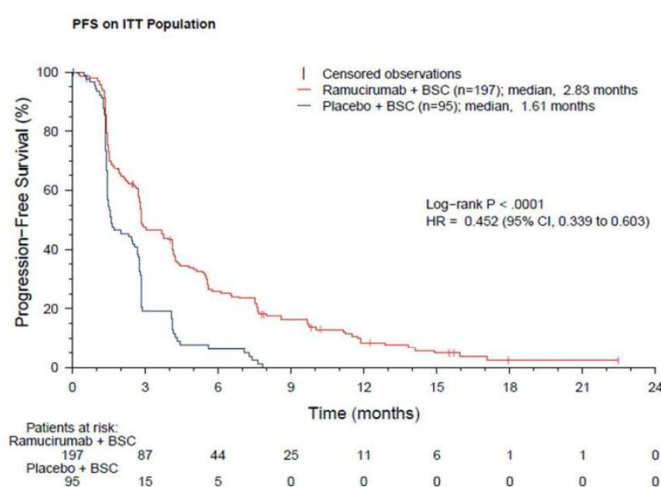 PFS on ITT Population
Censored observations
Ramucirumab + BSC (n=197); median, 2.83 months
Placebo + BSC (n=95); median, 1.61 months
Log-rank P < .0001
HR = 0.452 (95% CI, 0.339 to 0.603)
Progression-Free Survival (%)
100
80
60
40
20
0
0 3 6 9 12 15 18 21 24
Time (months)
Patients at risk:
Ramucirumab + BSC
197 87 44 25 11 6 1 1 0
Placebo + BSC
95 15 5 0 0 0 0 0 0